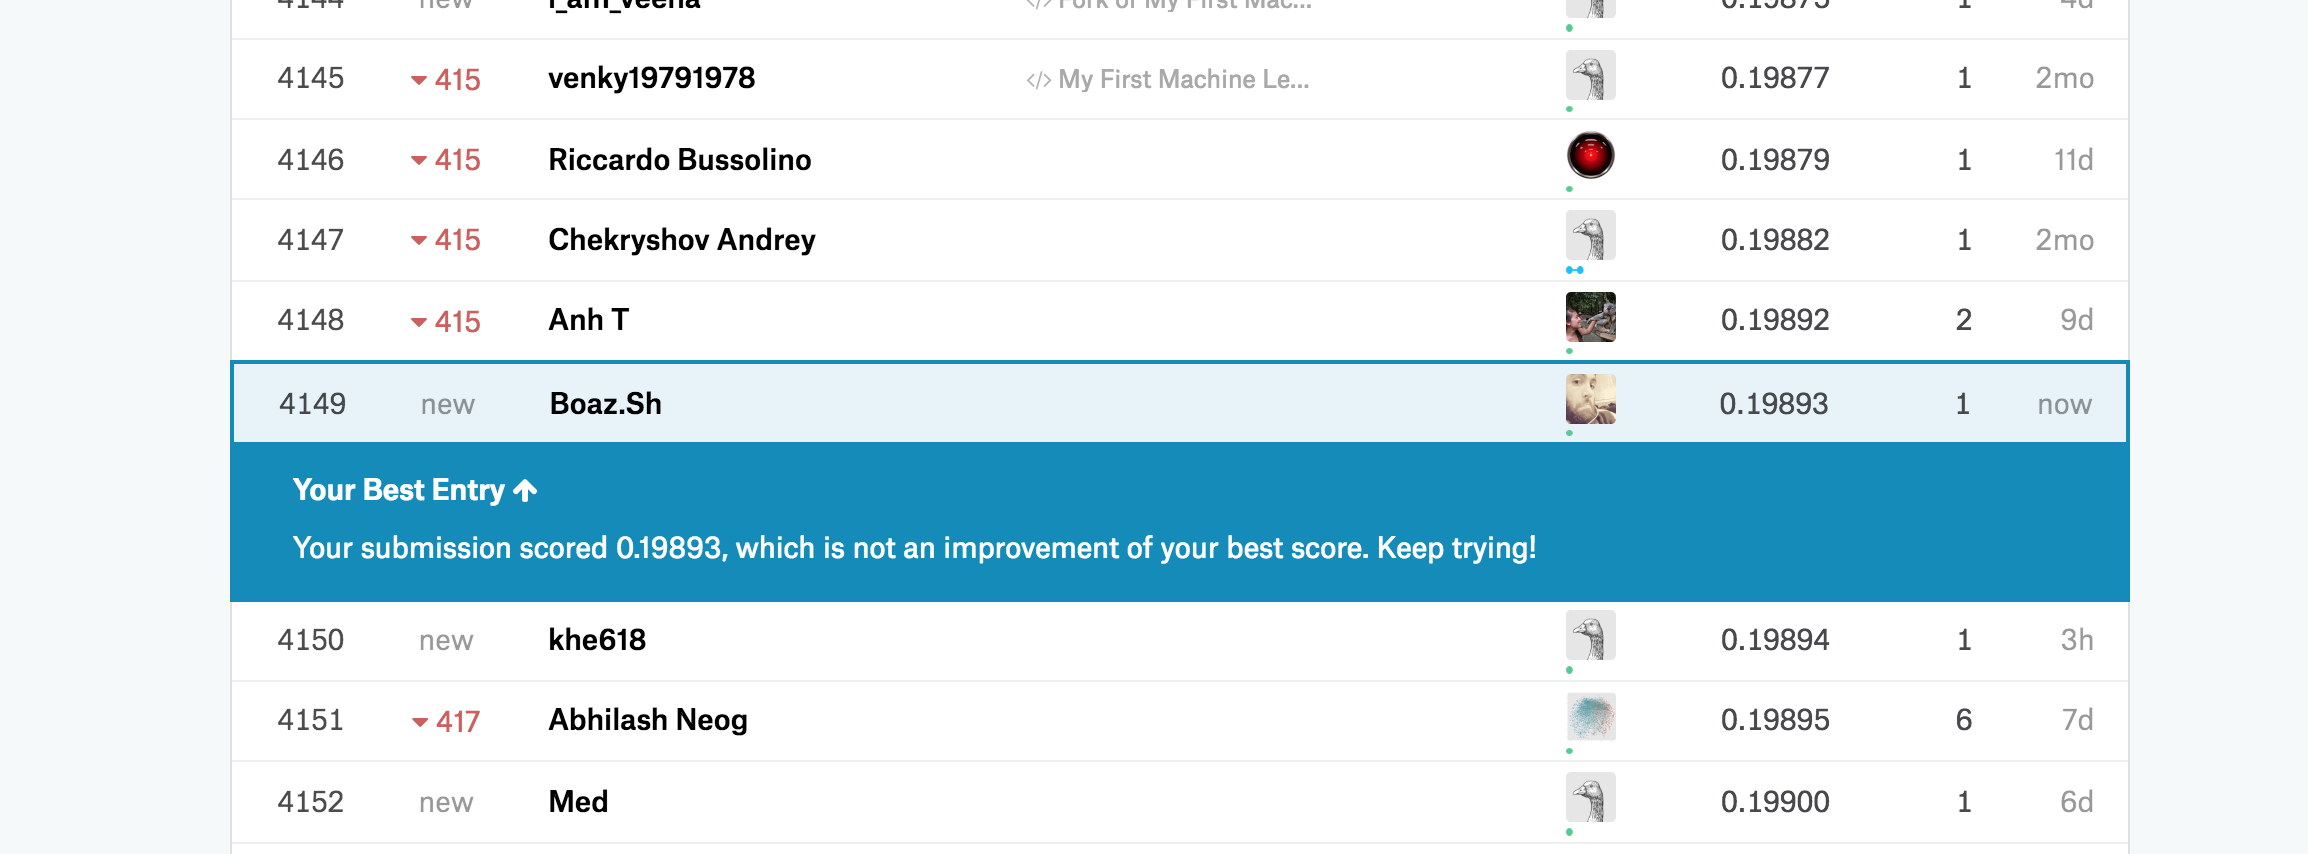 4144 new i_am_veena Fork of My First Mac... 0.19875 1 4d
4145 415 venky19791978 </> My First Machine Le... 0.19877 1 2mo
4146 415 Riccardo Bussolino 0.19879 1 11d
4147 415 Chekryshov Andrey 0.19882 1 2mo
4148 415 Anh T 0.19892 2 9d
4149 new Boaz.Sh 0.19893 1 now
Your Best Entry
Your submission scored 0.19893, which is not an improvement of your best score. Keep trying!
4150 new khe618 0.19894 1 3h
4151 417 Abhilash Neog 0.19895 6 7d
4152 new Med 0.19900 1 6d